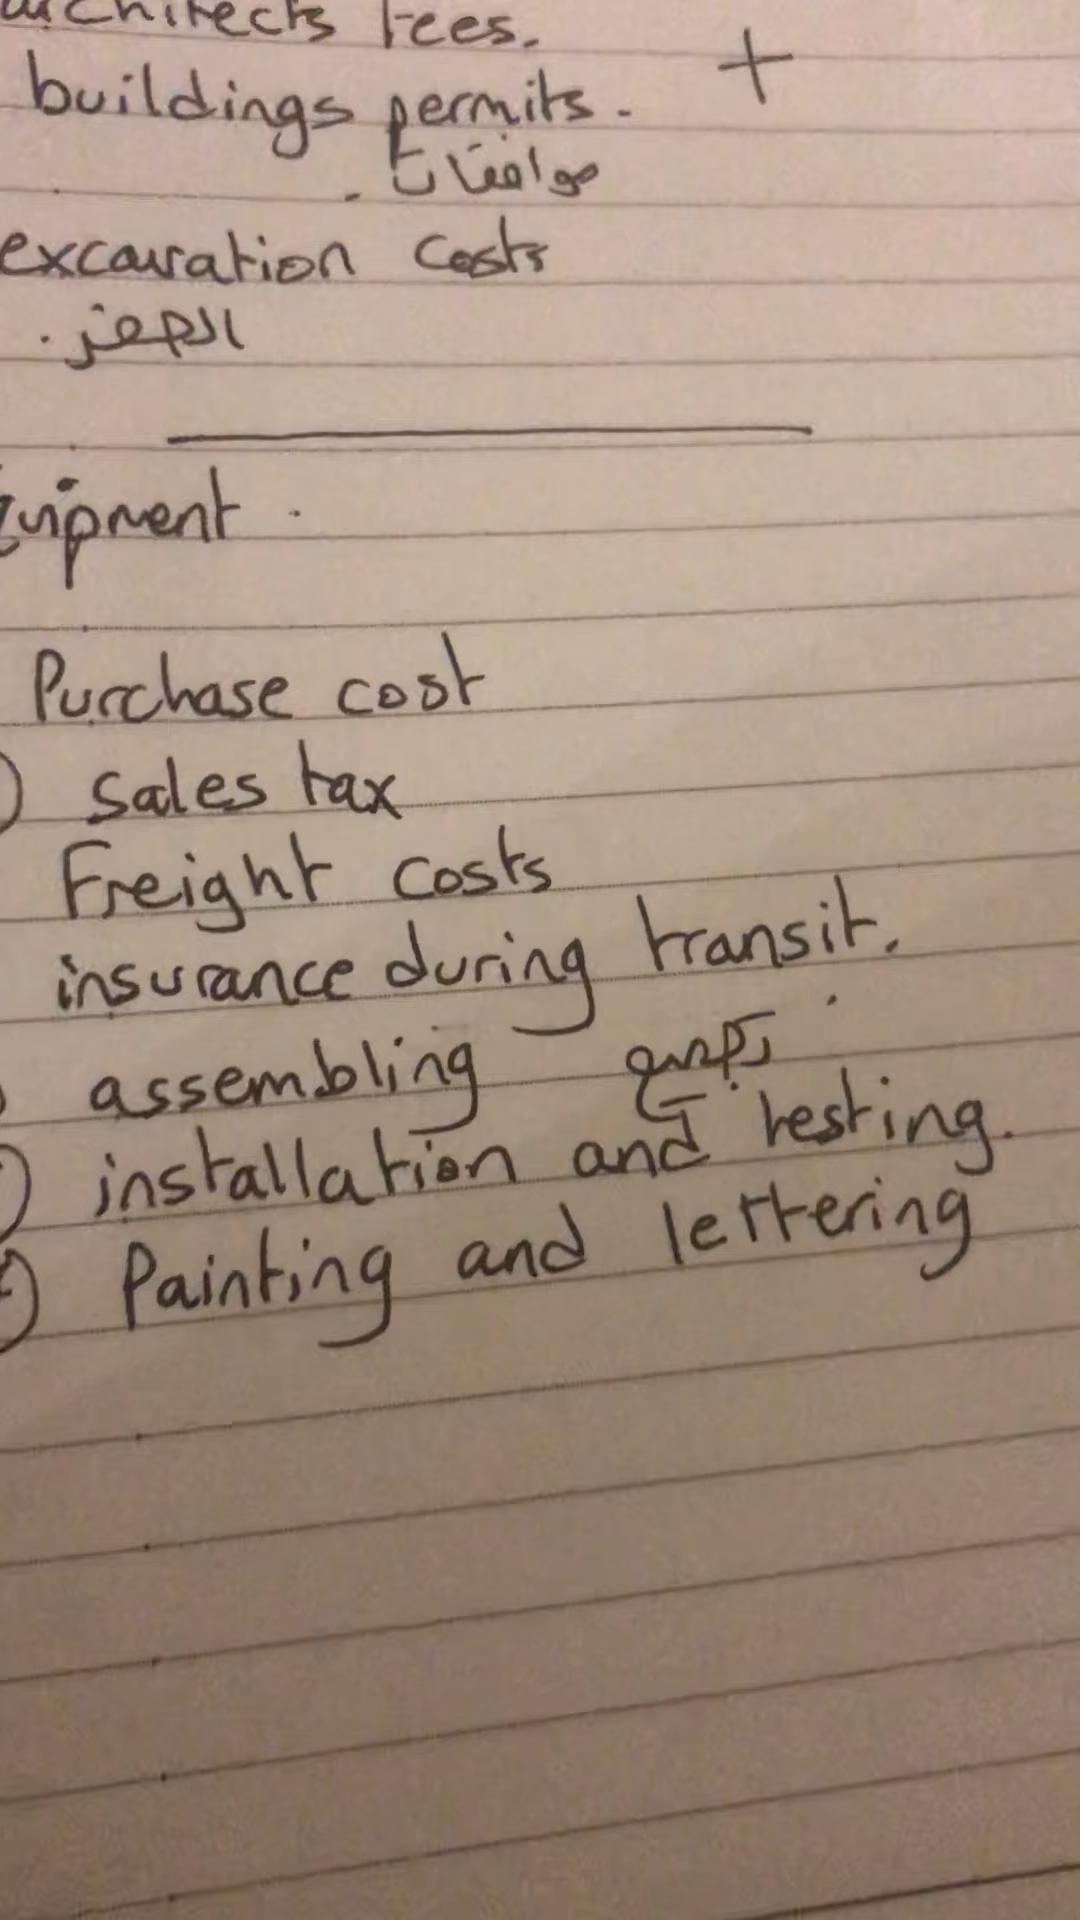 architects fees.
+
buildings permits.
موافقات.
excavation costs
الحفر.
Equipment.
Purchase cost
) Sales tax
Freight costs
insurance during transit.
assembling تجميع
) installation and testing.
) Painting and lettering